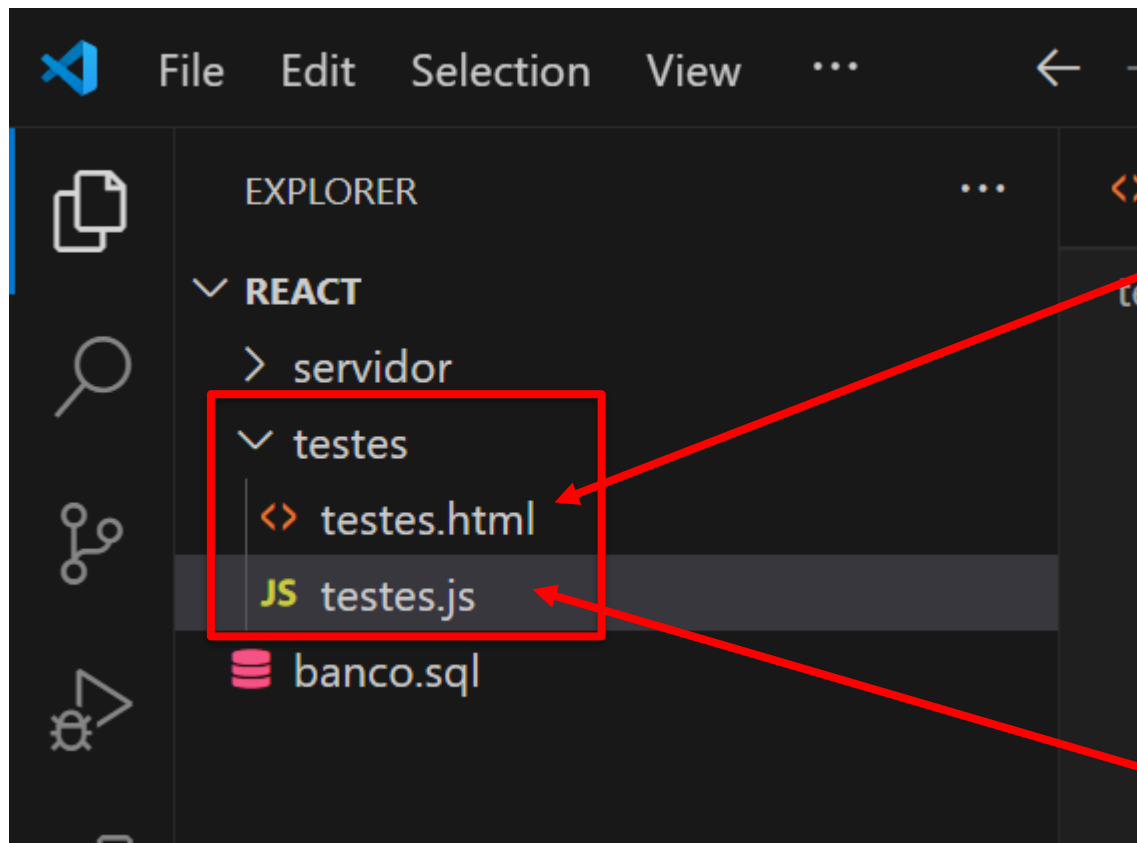 File Edit Selection View ...
EXPLORER ...
REACT
servidor
testes
<> testes.html
JS testes.js
banco.sql